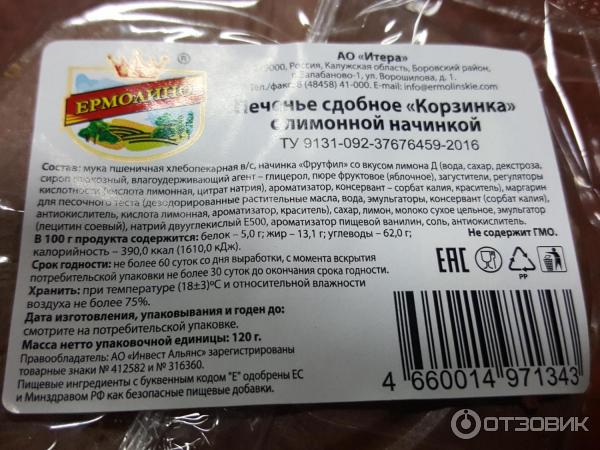 АО «Итера»
9000, Россия, Калужская область, Боровский район,
Балабаново-1, ул. Ворошилова, д. 1.
Тел./факс 8 (48458) 41-000. E-mail: info@ermolinskie.com
ЕРМОЛИНО
®
Печенье сдобное «Корзинка»
с лимонной начинкой
ТУ 9131-092-37676459-2016
Состав: мука пшеничная хлебопекарная в/с, начинка «Фрутфил» со вкусом лимона Д (вода, сахар, декстроза,
сироп глюкозный, влагоудерживающий агент – глицерол, пюре фруктовое (яблочное), загустители, регуляторы
кислотности (кислота лимонная, цитрат натрия), ароматизатор, консервант – сорбат калия, краситель), маргарин
для песочного теста (дезодорированные растительные масла, вода, эмульгаторы, консервант (сорбат калия),
антиокислитель, кислота лимонная, ароматизатор, краситель), сахар, лимон, молоко сухое цельное, эмульгатор
(лецитин соевый), натрий двууглекислый Е500, ароматизатор пищевой ванилин, соль, антиокислитель.
В 100 г продукта содержится: белок – 5,0 г; жир – 13,1 г; углеводы – 62,0 г;
калорийность – 390,0 ккал (1610,0 кДж).
Не содержит ГМО.
Срок годности: не более 60 суток со дня выработки, с момента вскрытия
потребительской упаковки не более 30 суток до окончания срока годности.
Хранить: при температуре (18±3)ºС и относительной влажности
воздуха не более 75%.
Дата изготовления, упаковывания и годен до:
смотрите на потребительской упаковке.
Масса нетто упаковочной единицы: 120 г.
Правообладатель: АО «Инвест Альянс» зарегистрированы
товарные знаки № 412582 и № 316360.
Пищевые ингредиенты с буквенным кодом "Е" одобрены ЕС
и Минздравом РФ как безопасные пищевые добавки.
ЕАС
PP
4 660014 971343
ОТЗОВИК